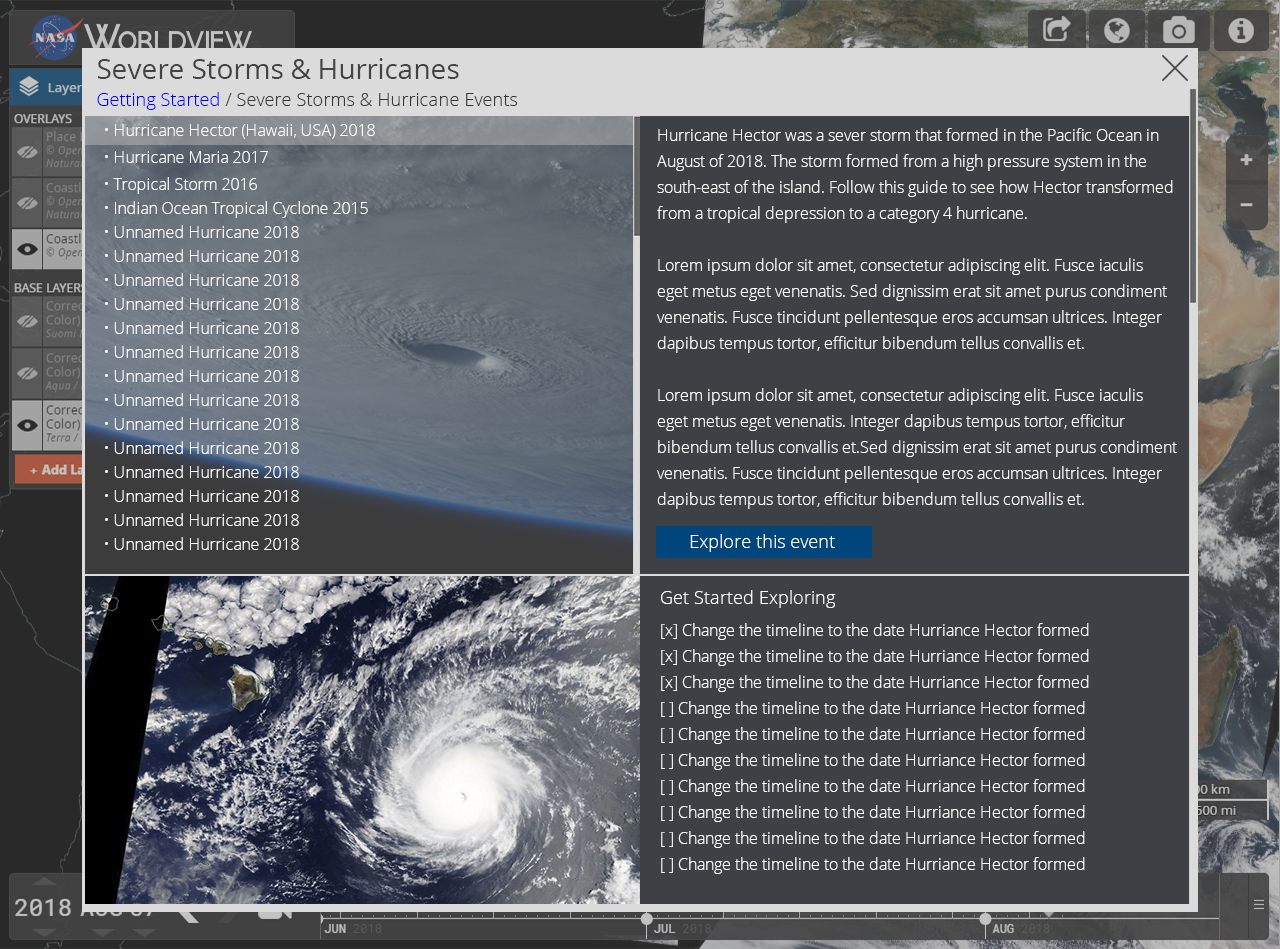 NASA WORLDVIEW
Severe Storms & Hurricanes
Getting Started / Severe Storms & Hurricane Events
Layer
OVERLAYS
Place
© Open
Natura
Coastl
© Open
Natura
Coastl
© Open
BASE LAYERS
Correc
Color)
Suomi
Correc
Color)
Aqua /
Correc
Color)
Terra /
+ Add La
• Hurricane Hector (Hawaii, USA) 2018
• Hurricane Maria 2017
• Tropical Storm 2016
• Indian Ocean Tropical Cyclone 2015
• Unnamed Hurricane 2018
• Unnamed Hurricane 2018
• Unnamed Hurricane 2018
• Unnamed Hurricane 2018
• Unnamed Hurricane 2018
• Unnamed Hurricane 2018
• Unnamed Hurricane 2018
• Unnamed Hurricane 2018
• Unnamed Hurricane 2018
• Unnamed Hurricane 2018
• Unnamed Hurricane 2018
• Unnamed Hurricane 2018
• Unnamed Hurricane 2018
• Unnamed Hurricane 2018
Hurricane Hector was a sever storm that formed in the Pacific Ocean in
August of 2018. The storm formed from a high pressure system in the
south-east of the island. Follow this guide to see how Hector transformed
from a tropical depression to a category 4 hurricane.
Lorem ipsum dolor sit amet, consectetur adipiscing elit. Fusce iaculis
eget metus eget venenatis. Sed dignissim erat sit amet purus condiment
venenatis. Fusce tincidunt pellentesque eros accumsan ultrices. Integer
dapibus tempus tortor, efficitur bibendum tellus convallis et.
Lorem ipsum dolor sit amet, consectetur adipiscing elit. Fusce iaculis
eget metus eget venenatis. Integer dapibus tempus tortor, efficitur
bibendum tellus convallis et.Sed dignissim erat sit amet purus condiment
venenatis. Fusce tincidunt pellentesque eros accumsan ultrices. Integer
dapibus tempus tortor, efficitur bibendum tellus convallis et.
Explore this event
Get Started Exploring
[x] Change the timeline to the date Hurriance Hector formed
[x] Change the timeline to the date Hurriance Hector formed
[x] Change the timeline to the date Hurriance Hector formed
[ ] Change the timeline to the date Hurriance Hector formed
[ ] Change the timeline to the date Hurriance Hector formed
[ ] Change the timeline to the date Hurriance Hector formed
[ ] Change the timeline to the date Hurriance Hector formed
[ ] Change the timeline to the date Hurriance Hector formed
[ ] Change the timeline to the date Hurriance Hector formed
[ ] Change the timeline to the date Hurriance Hector formed
00 km
500 mi
2018 AUG 07
JUN 2018
JUL 2018
AUG 2018